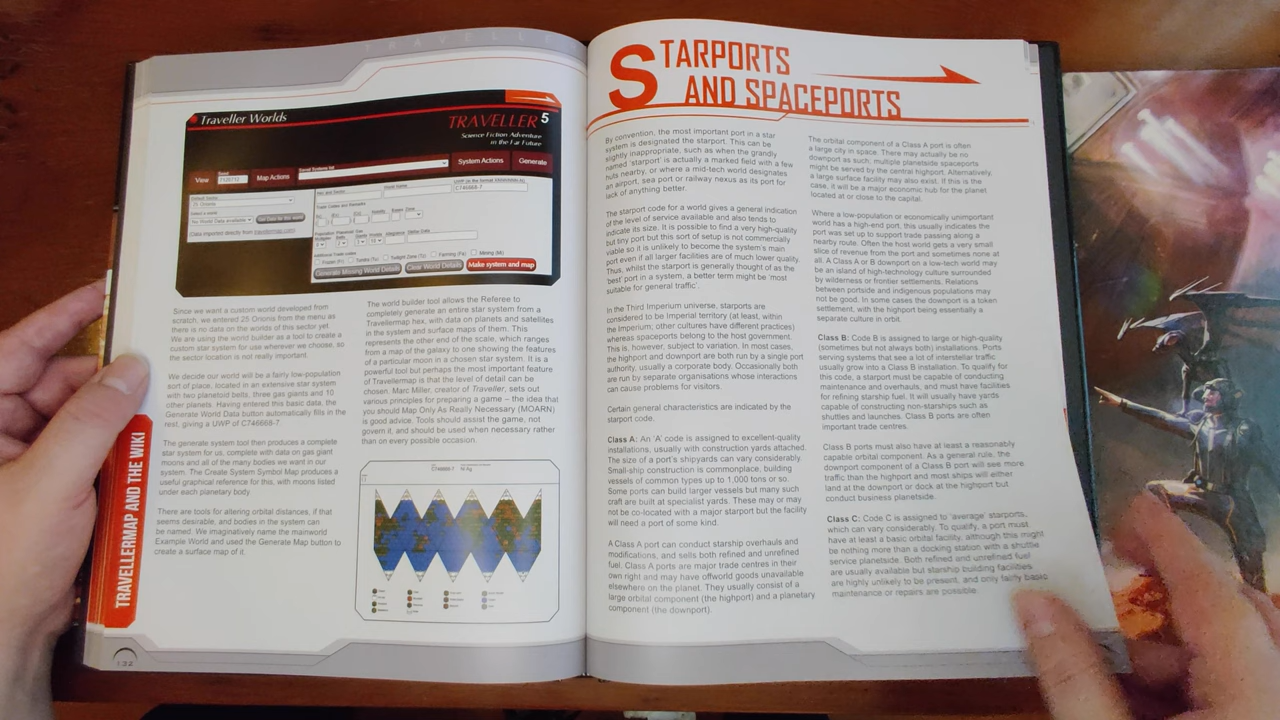 TRAVELLER
Traveller Worlds
TRAVELLER 5
Science Fiction Adventure
in the Far Future
View
Map Actions
System Actions
Generate
C746668-7
(Data imported directly from travellermap.com)
Generate Missing World Details
Clear World Details
Make system and map
Since we want a custom world developed from
scratch, we entered 25 Ononis from the menu as
there is no data on the worlds of this sector yet.
We are using the world builder as a tool to create a
custom star system for use wherever we choose, so
the sector location is not really important.
We decide our world will be a fairly low-population
sort of place, located in an extensive star system
with two planetoid belts, three gas giants and 10
other planets. Having entered this basic data, the
Generate World Data button automatically fills in the
rest, giving a UWP of C746668-7.
The generate system tool then produces a complete
star system for us, complete with data on gas giant
moons and all of the many bodies we want in our
system. The Create System Symbol Map produces a
useful graphical reference for this, with moons listed
under each planetary body.
There are tools for altering orbital distances, if that
seems desirable, and bodies in the system can
be named. We imaginatively name the mainworld
Example World and used the Generate Map button to
create a surface map of it.
The world builder tool allows the Referee to
completely generate an entire star system from a
Travellermap hex, with data on planets and satellites
in the system and surface maps of them. This
represents the other end of the scale, which ranges
from a map of the galaxy to one showing the features
of a particular moon in a chosen star system. It is a
powerful tool but perhaps the most important feature
of Travellermap is that the level of detail can be
chosen. Marc Miller, creator of Traveller, sets out
various principles for preparing a game – the idea that
you should Map Only As Really Necessary (MOARN)
is good advice. Tools should assist the game, not
govern it, and should be used when necessary rather
than on every possible occasion.
C746668-7
TRAVELLERMAP AND THE WIKI
132
STARPORTS
AND SPACEPORTS
By convention, the most important port in a star
system is designated the starport. This can be
slightly inappropriate, such as when the grandly
named 'starport' is actually a marked field with a few
huts nearby, or where a mid-tech world designates
an airport, sea port or railway nexus as its port for
lack of anything better.
The starport code for a world gives a general indication
of the level of service available and also tends to
indicate its size. It is possible to find a very high-quality
but tiny port but this sort of setup is not commercially
viable so it is unlikely to become the system's main
port even if all larger facilities are of much lower quality.
Thus, whilst the starport is generally thought of as the
'best' port in a system, a better term might be 'most
suitable for general traffic'.
In the Third Imperium universe, starports are
considered to be Imperial territory (at least, within
the Imperium; other cultures have different practices)
whereas spaceports belong to the host government.
This is, however, subject to variation. In most cases,
the highport and downport are both run by a single port
authority, usually a corporate body. Occasionally both
are run by separate organisations whose interactions
can cause problems for visitors.
Certain general characteristics are indicated by the
starport code.
Class A: An 'A' code is assigned to excellent-quality
installations, usually with construction yards attached.
The size of a port's shipyards can vary considerably.
Small-ship construction is commonplace, building
vessels of common types up to 1,000 tons or so.
Some ports can build larger vessels but many such
craft are built at specialist yards. These may or may
not be co-located with a major starport but the facility
will need a port of some kind.
A Class A port can conduct starship overhauls and
modifications, and sells both refined and unrefined
fuel. Class A ports are major trade centres in their
own right and may have offworld goods unavailable
elsewhere on the planet. They usually consist of a
large orbital component (the highport) and a planetary
component (the downport).
The orbital component of a Class A port is often
a large city in space. There may actually be no
downport as such; multiple planetside spaceports
might be served by the central highport. Alternatively,
a large surface facility may also exist. If this is the
case, it will be a major economic hub for the planet
located at or close to the capital.
Where a low-population or economically unimportant
world has a high-end port, this usually indicates the
port was set up to support trade passing along a
nearby route. Often the host world gets a very small
slice of revenue from the port and sometimes none at
all. A Class A or B downport on a low-tech world may
be an island of high-technology culture surrounded
by wilderness or frontier settlements. Relations
between portside and indigenous populations may
not be good. In some cases the downport is a token
settlement, with the highport being essentially a
separate culture in orbit.
Class B: Code B is assigned to large or high-quality
(sometimes but not always both) installations. Ports
serving systems that see a lot of interstellar traffic
usually grow into a Class B installation. To qualify for
this code, a starport must be capable of conducting
maintenance and overhauls, and must have facilities
for refining starship fuel. It will usually have yards
capable of constructing non-starships such as
shuttles and launches. Class B ports are often
important trade centres.
Class B ports must also have at least a reasonably
capable orbital component. As a general rule, the
downport component of a Class B port will see more
traffic than the highport and most ships will either
land at the downport or dock at the highport but
conduct business planetside.
Class C: Code C is assigned to 'average' starports,
which can vary considerably. To qualify, a port must
have at least a basic orbital facility, although this might
be nothing more than a docking station with a shuttle
service planetside. Both refined and unrefined fuel
are usually available but starship building facilities
are highly unlikely to be present, and only fairly basic
maintenance or repairs are possible.